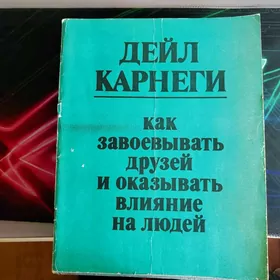 ДЕЙЛ
КАРНЕГИ
как
завоевывать
друзей
и оказывать
влияние
на людей